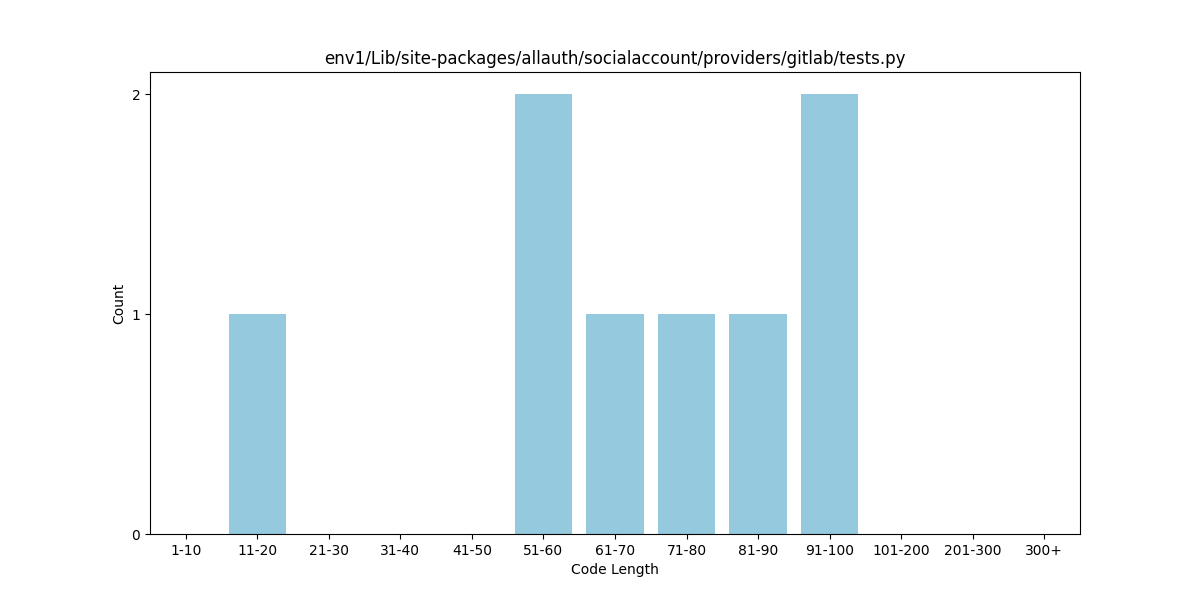 env1/Lib/site-packages/allauth/socialaccount/providers/gitlab/tests.py
Count
2
1
0
1-10 11-20 21-30 31-40 41-50 51-60 61-70 71-80 81-90 91-100 101-200 201-300 300+
Code Length